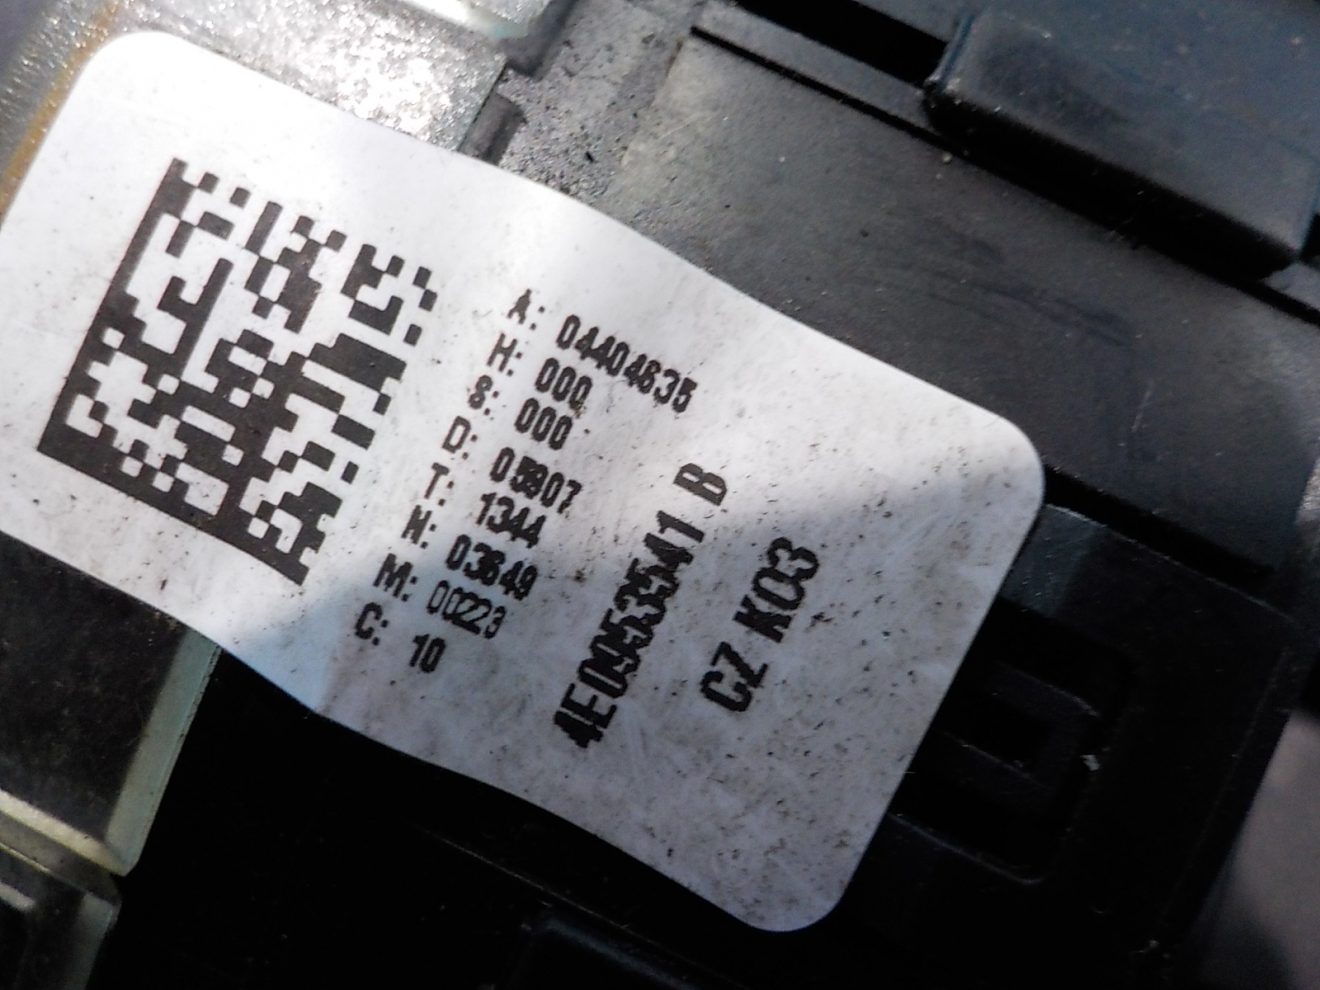 A: 04404635
H: 000
S: 000
D: 05907
T: 1344
N: 03649
M: 00223
C: 10
4E0953541 B
CZ K03